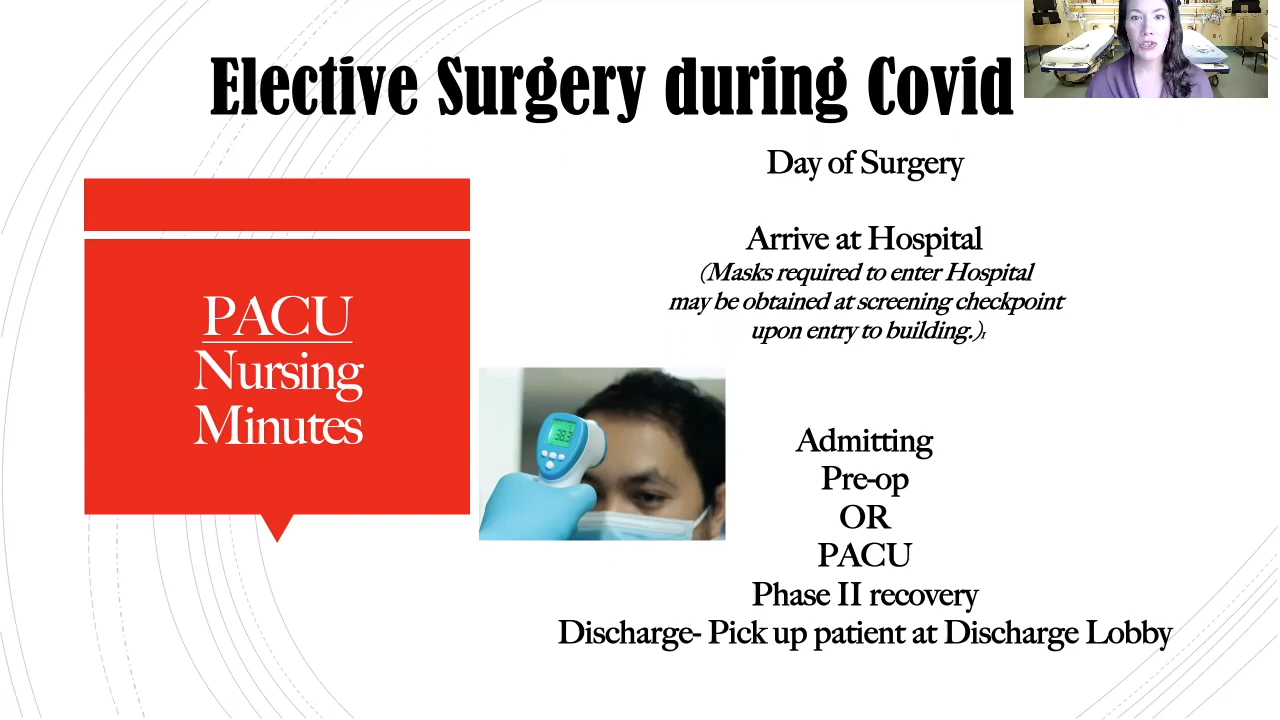 Elective Surgery during Covid
PACU
Nursing
Minutes
Day of Surgery
Arrive at Hospital
(Masks required to enter Hospital
may be obtained at screening checkpoint
upon entry to building.)
38.3
Admitting
Pre-op
OR
PACU
Phase II recovery
Discharge- Pick up patient at Discharge Lobby